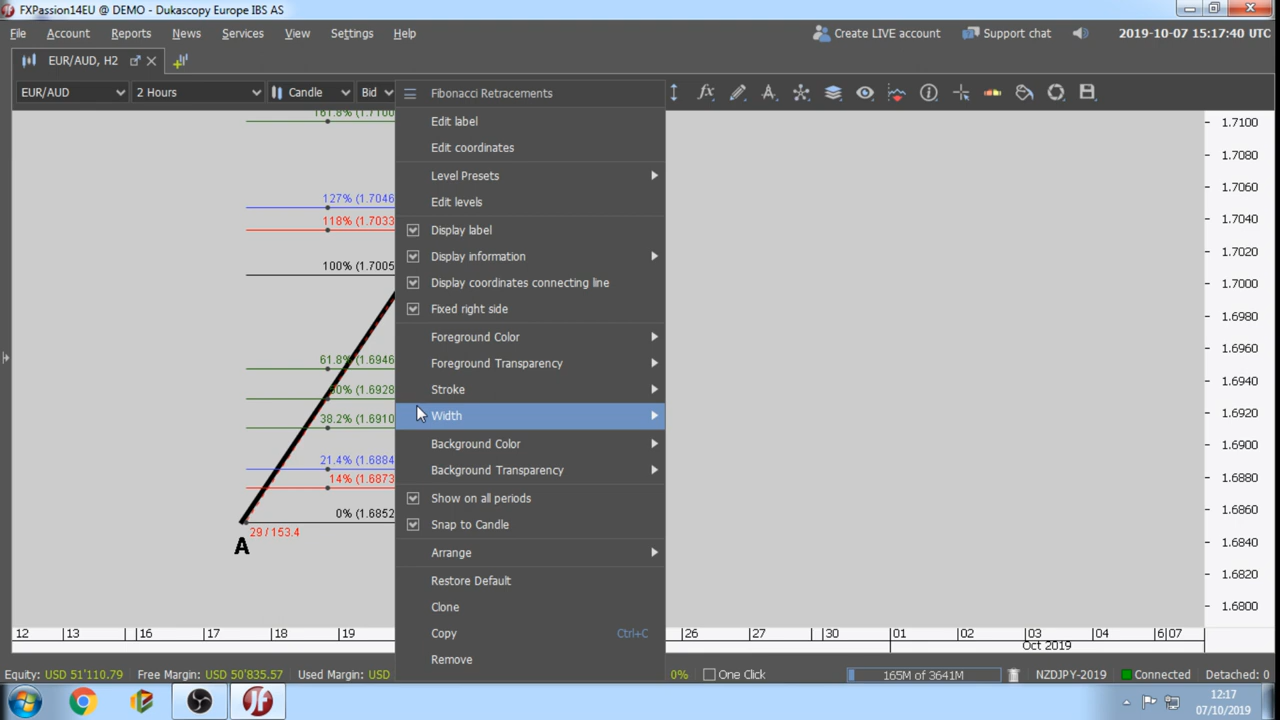 FXPassion14EU @ DEMO - Dukascopy Europe IBS AS
File Account Reports News Services View Settings Help
Create LIVE account Support chat 2019-10-07 15:17:40 UTC
EUR/AUD, H2
EUR/AUD 2 Hours Candle Bid
Fibonacci Retracements
Edit label
Edit coordinates
Level Presets
Edit levels
Display label
Display information
Display coordinates connecting line
Fixed right side
Foreground Color
Foreground Transparency
Stroke
Width
Background Color
Background Transparency
Show on all periods
Snap to Candle
Arrange
Restore Default
Clone
Copy Ctrl+C
Remove
161.8% (1.7100
127% (1.7046
118% (1.7033
100% (1.7005
61.8% (1.6946
50% (1.6928
38.2% (1.6910
21.4% (1.6884
14% (1.6873
0% (1.6852
29 / 153.4
A
1.7100
1.7080
1.7060
1.7040
1.7020
1.7000
1.6980
1.6960
1.6940
1.6920
1.6900
1.6880
1.6860
1.6840
1.6820
1.6800
12 13 16 17 18 19 26 27 30 01 02 03 04 6 07
Oct 2019
Equity: USD 51'110.79 Free Margin: USD 50'835.57 Used Margin: USD 0% One Click 165M of 3641M NZDJPY-2019 Connected Detached: 0
12:17
07/10/2019